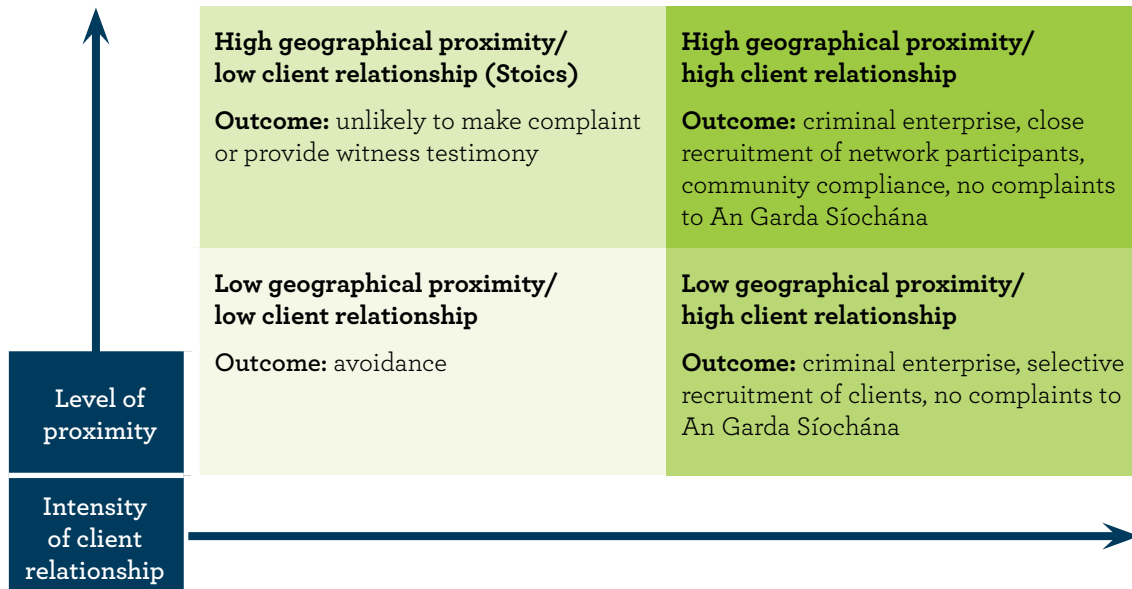 High geographical proximity/
low client relationship (Stoics)
Outcome: unlikely to make complaint
or provide witness testimony
High geographical proximity/
high client relationship
Outcome: criminal enterprise, close
recruitment of network participants,
community compliance, no complaints
to An Garda Síochána
Low geographical proximity/
low client relationship
Outcome: avoidance
Low geographical proximity/
high client relationship
Outcome: criminal enterprise, selective
recruitment of clients, no complaints to
An Garda Síochána
Level of
proximity
Intensity
of client
relationship